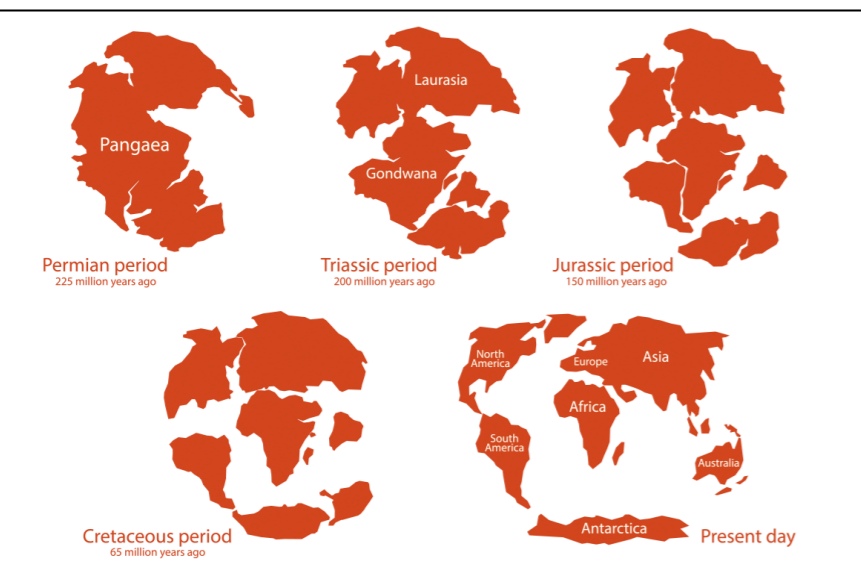 Pangaea
Permian period
225 million years ago
Laurasia
Gondwana
Triassic period
200 million years ago
Jurassic period
150 million years ago
Cretaceous period
65 million years ago
North
America
Europe
Asia
Africa
South
America
Australia
Antarctica
Present day